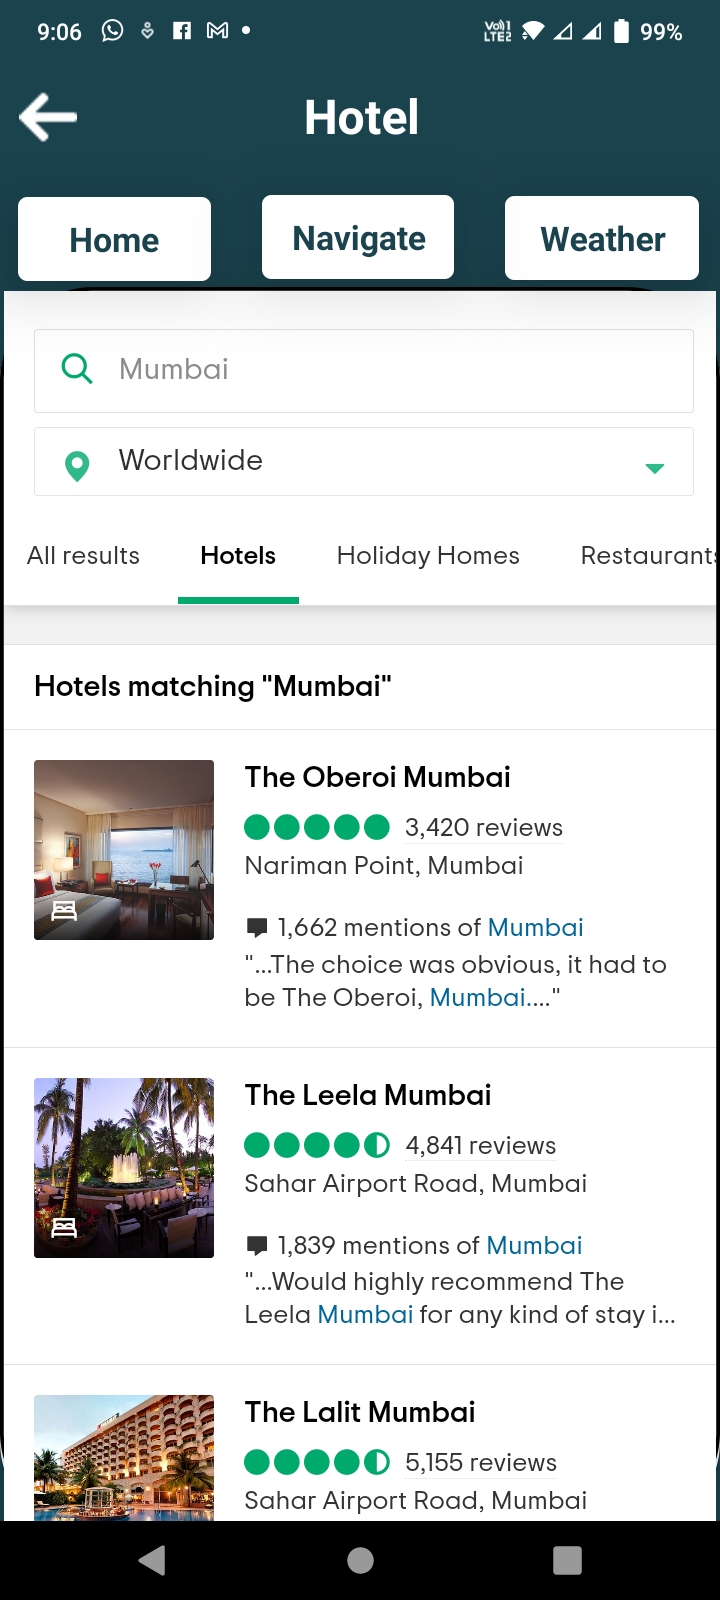 9:06
Vo))1
LTE2
99%
Hotel
Home
Navigate
Weather
Mumbai
Worldwide
All results
Hotels
Holiday Homes
Restaurants
Hotels matching "Mumbai"
The Oberoi Mumbai
3,420 reviews
Nariman Point, Mumbai
1,662 mentions of Mumbai
"...The choice was obvious, it had to
be The Oberoi, Mumbai...."
The Leela Mumbai
4,841 reviews
Sahar Airport Road, Mumbai
1,839 mentions of Mumbai
"...Would highly recommend The
Leela Mumbai for any kind of stay i...
The Lalit Mumbai
5,155 reviews
Sahar Airport Road, Mumbai